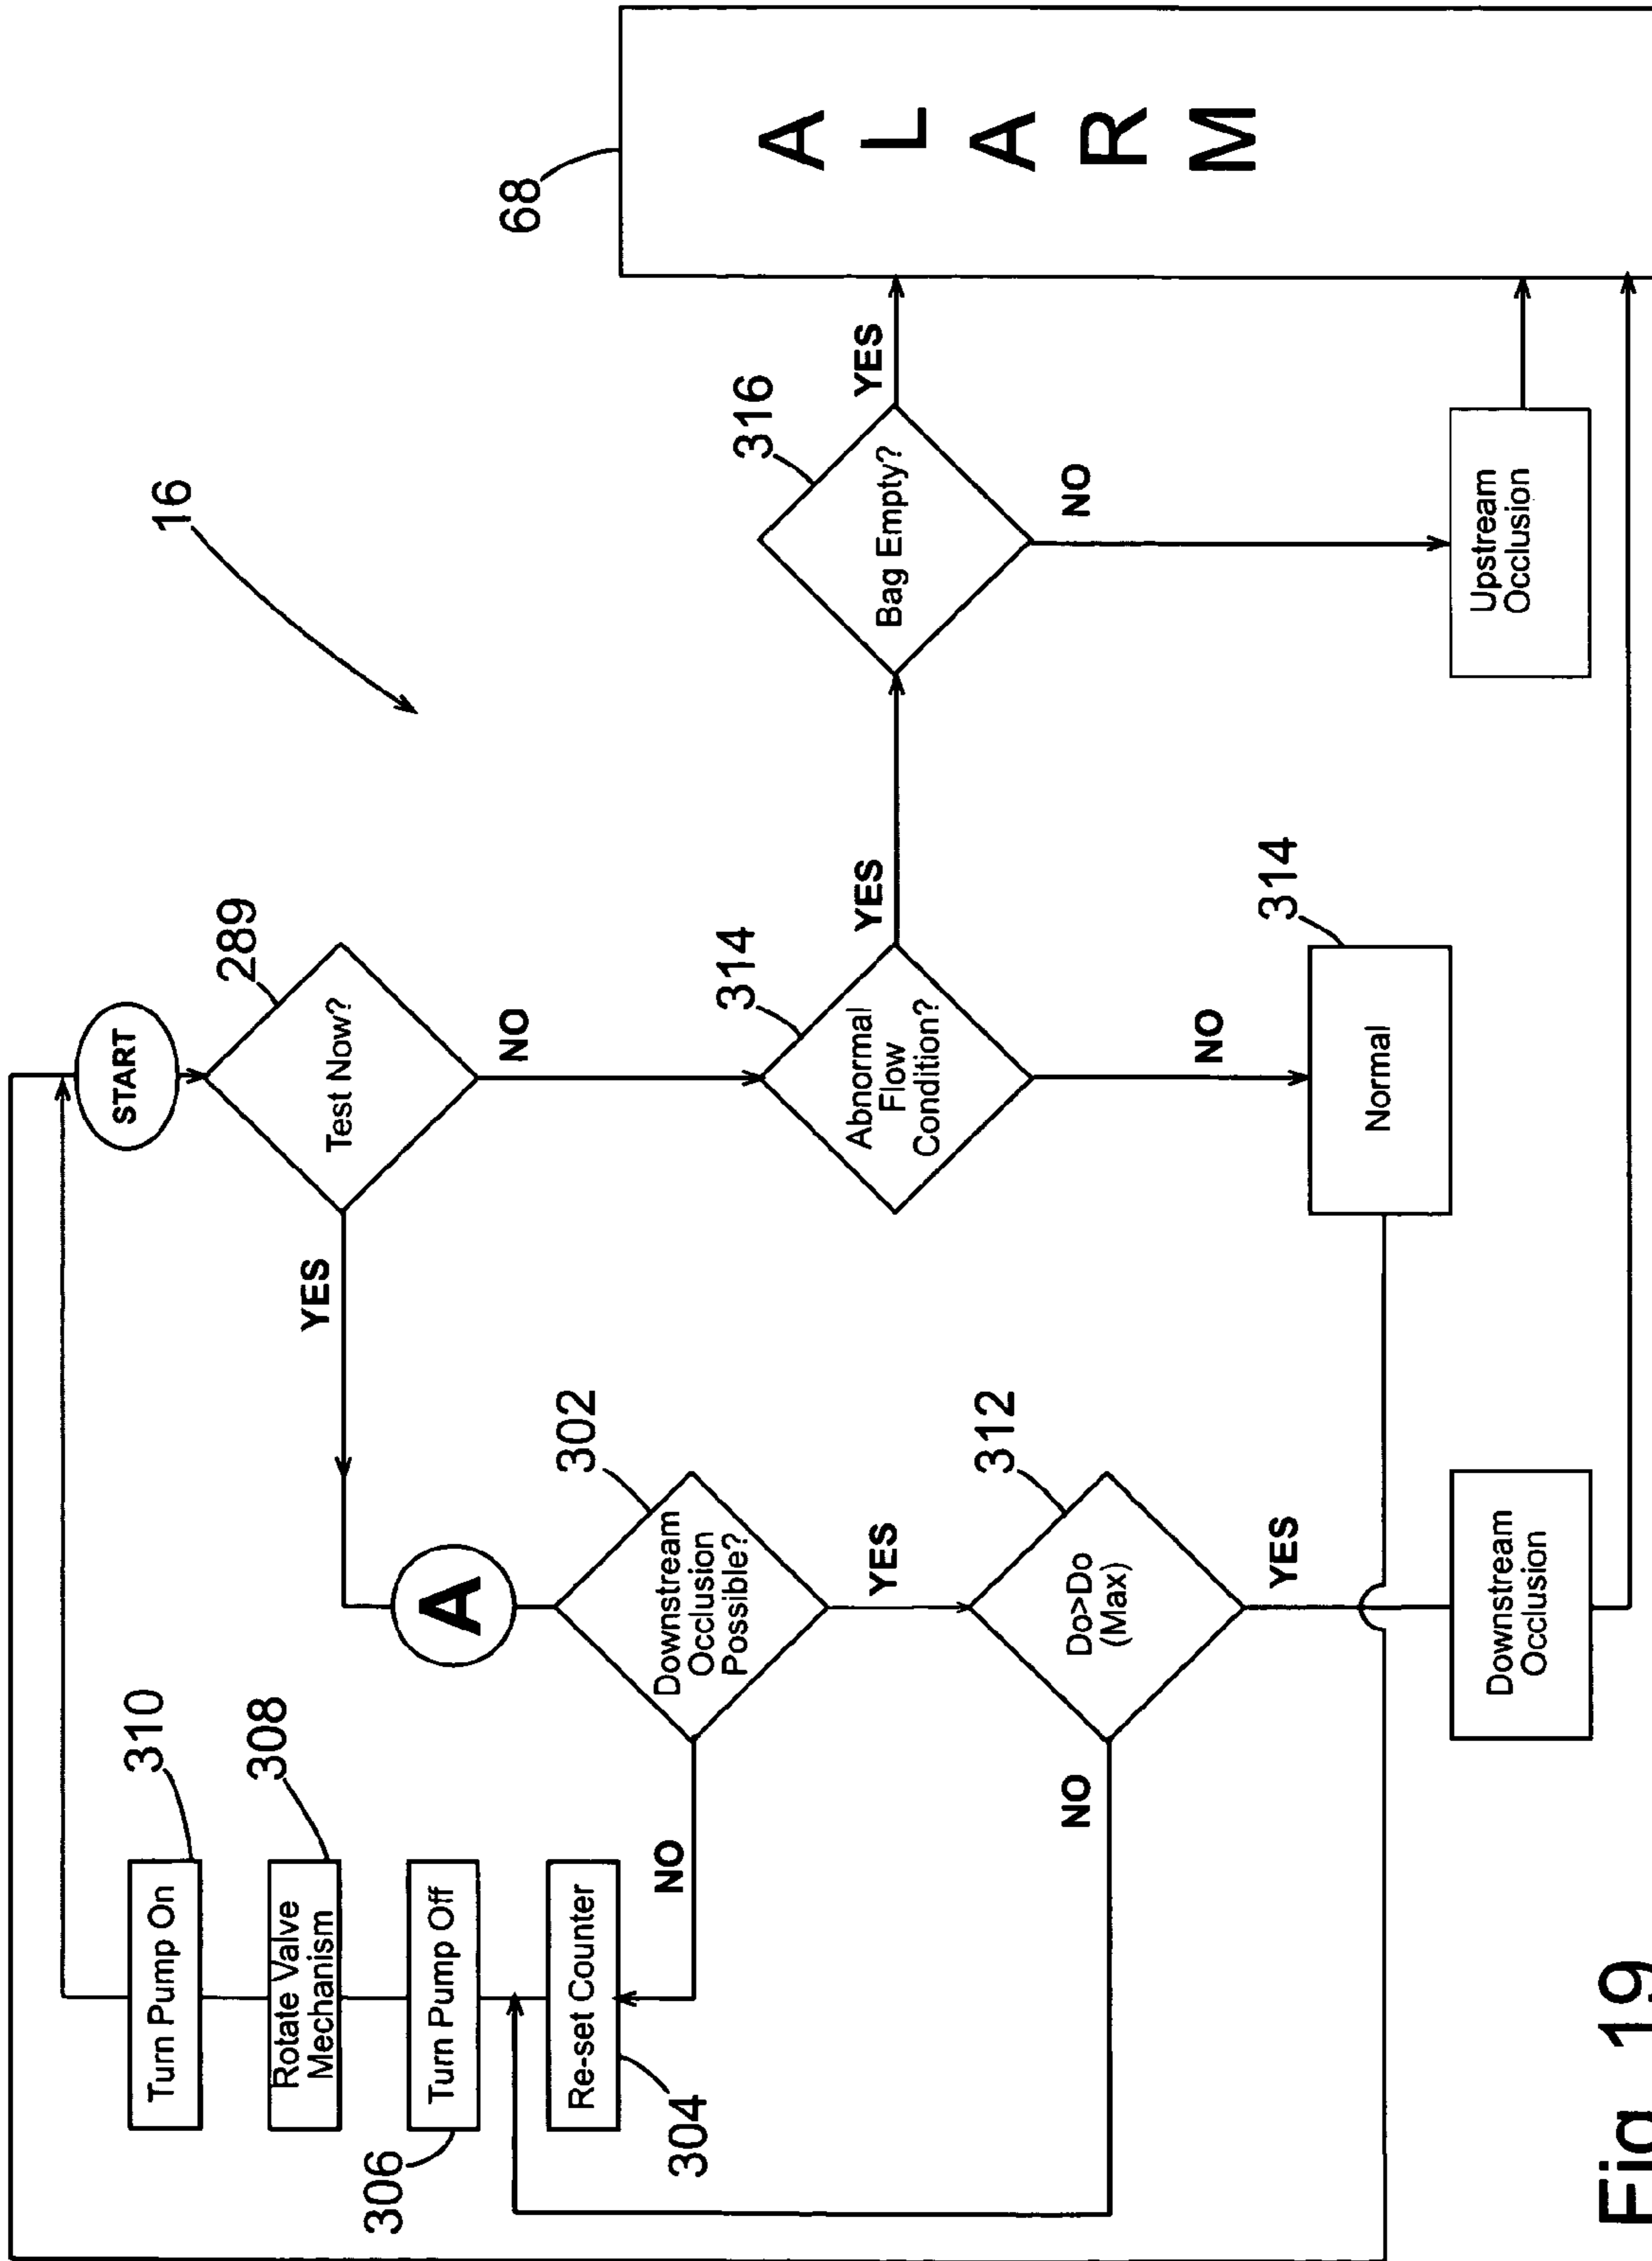 START
289
Test Now?
YES
NO
16
310
Turn Pump On
308
Rotate Valve
Mechanism
Turn Pump Off
306
Re-set Counter
304
NO
A
302
Downstream
Occlusion
Possible?
YES
312
Do>Do
(Max)
NO
YES
Downstream
Occlusion
314
Abnormal
Flow
Condition?
YES
NO
314
Normal
316
Bag Empty?
YES
NO
Upstream
Occlusion
68
A
L
A
R
M
Fig. 19